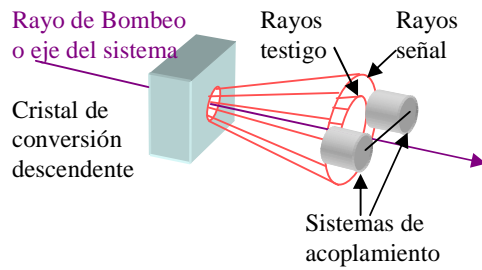 Rayo de Bombeo
o eje del sistema
Rayos
testigo
Rayos
señal
Cristal de
conversión
descendente
Sistemas de
acoplamiento